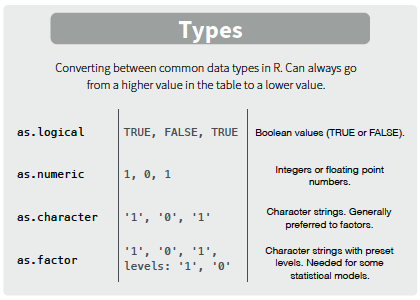 Types
Converting between common data types in R. Can always go
from a higher value in the table to a lower value.
as.logical
TRUE, FALSE, TRUE
Boolean values (TRUE or FALSE).
as.numeric
1, 0, 1
Integers or floating point
numbers.
as.character
'1', '0', '1'
Character strings. Generally
preferred to factors.
as.factor
'1', '0', '1',
levels: '1', '0'
Character strings with preset
levels. Needed for some
statistical models.